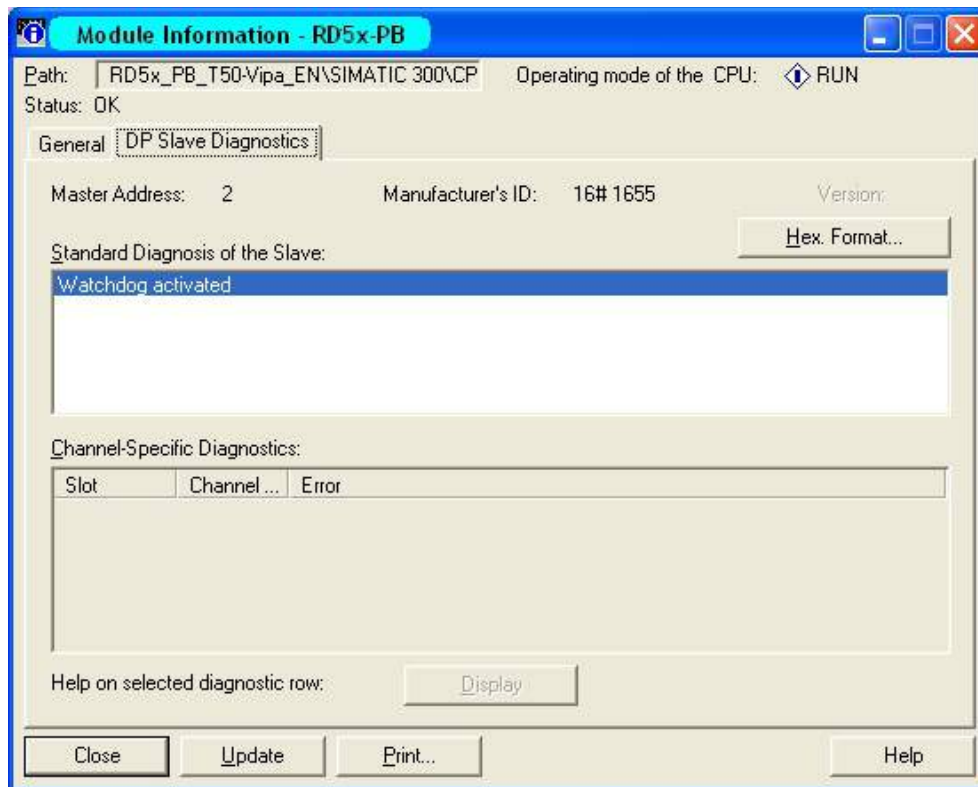 Module Information - RD5x-PB
Path: RD5x_PB_T50-Vipa_EN\SIMATIC 300\CP Operating mode of the CPU: RUN
Status: OK
General DP Slave Diagnostics
Master Address: 2 Manufacturer's ID: 16# 1655 Version:
Hex. Format...
Standard Diagnosis of the Slave:
Watchdog activated
Channel-Specific Diagnostics:
Slot Channel ... Error
Help on selected diagnostic row: Display
Close Update Print... Help